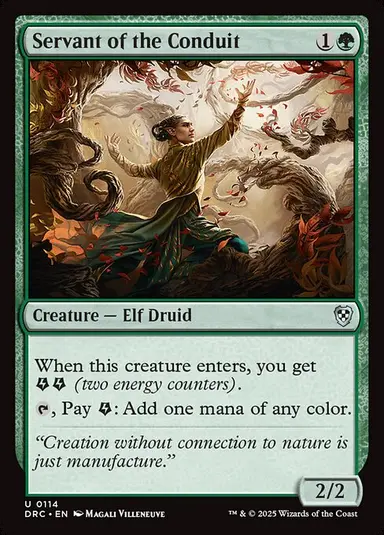 Servant of the Conduit 1
Creature — Elf Druid
When this creature enters, you get
(two energy counters).
, Pay : Add one mana of any color.
“Creation without connection to nature is
just manufacture.”
2/2
U 0114
DRC • EN Magali Villeneuve
™ & © 2025 Wizards of the Coast